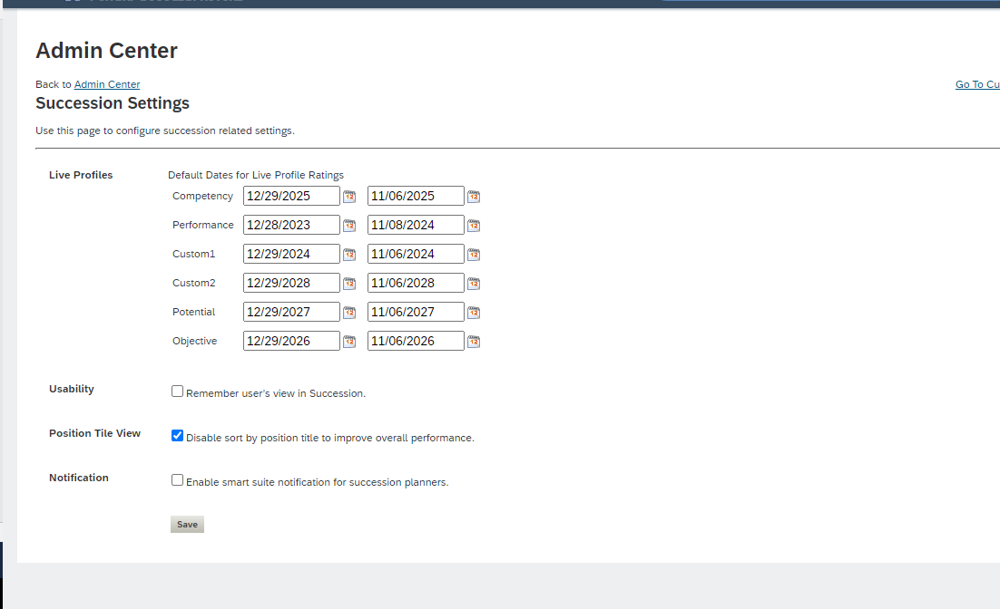 Admin Center
Back to Admin Center
Go To Cu
Succession Settings
Use this page to configure succession related settings.
Live Profiles Default Dates for Live Profile Ratings
Competency 12/29/2025 11/06/2025
Performance 12/28/2023 11/08/2024
Custom1 12/29/2024 11/06/2024
Custom2 12/29/2028 11/06/2028
Potential 12/29/2027 11/06/2027
Objective 12/29/2026 11/06/2026
Usability Remember user's view in Succession.
Position Tile View Disable sort by position title to improve overall performance.
Notification Enable smart suite notification for succession planners.
Save